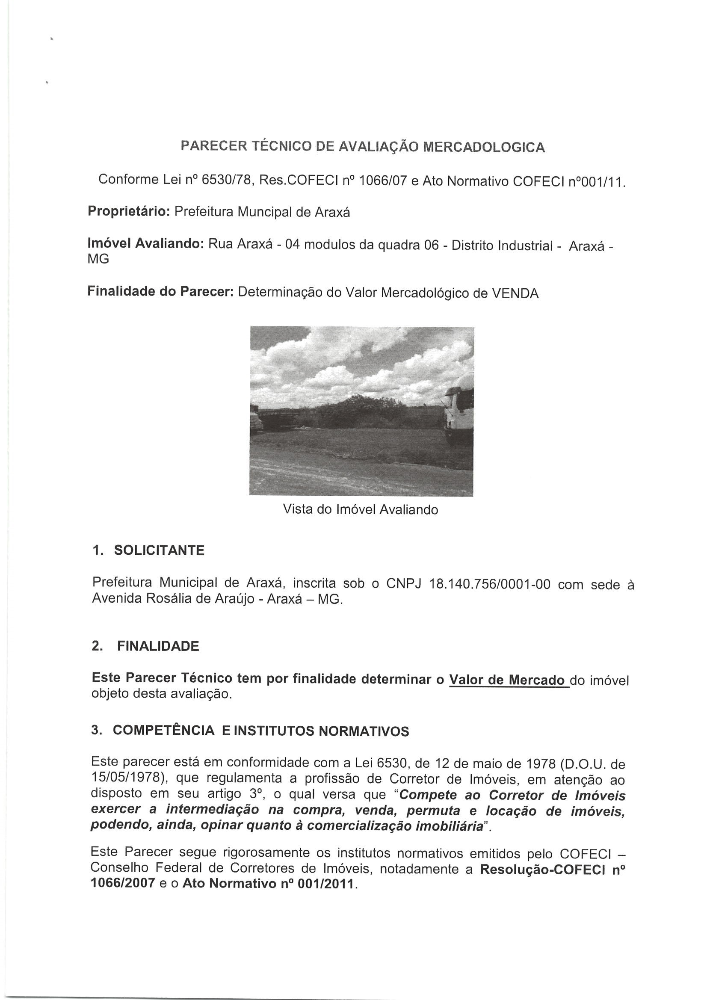 PARECER TÉCNICO DE AVALIAÇÃO MERCADOLOGICA
Conforme Lei nº 6530/78, Res.COFECI nº 1066/07 e Ato Normativo COFECI nº001/11.
Proprietário: Prefeitura Muncipal de Araxá
Imóvel Avaliando: Rua Araxá - 04 modulos da quadra 06 - Distrito Industrial - Araxá -
MG
Finalidade do Parecer: Determinação do Valor Mercadológico de VENDA
Vista do Imóvel Avaliando
1. SOLICITANTE
Prefeitura Municipal de Araxá, inscrita sob o CNPJ 18.140.756/0001-00 com sede à
Avenida Rosália de Araújo - Araxá – MG.
2. FINALIDADE
Este Parecer Técnico tem por finalidade determinar o Valor de Mercado do imóvel
objeto desta avaliação.
3. COMPETÊNCIA E INSTITUTOS NORMATIVOS
Este parecer está em conformidade com a Lei 6530, de 12 de maio de 1978 (D.O.U. de
15/05/1978), que regulamenta a profissão de Corretor de Imóveis, em atenção ao
disposto em seu artigo 3º, o qual versa que “Compete ao Corretor de Imóveis
exercer a intermediação na compra, venda, permuta e locação de imóveis,
podendo, ainda, opinar quanto à comercialização imobiliária”.
Este Parecer segue rigorosamente os institutos normativos emitidos pelo COFECI –
Conselho Federal de Corretores de Imóveis, notadamente a Resolução-COFECI nº
1066/2007 e o Ato Normativo nº 001/2011.